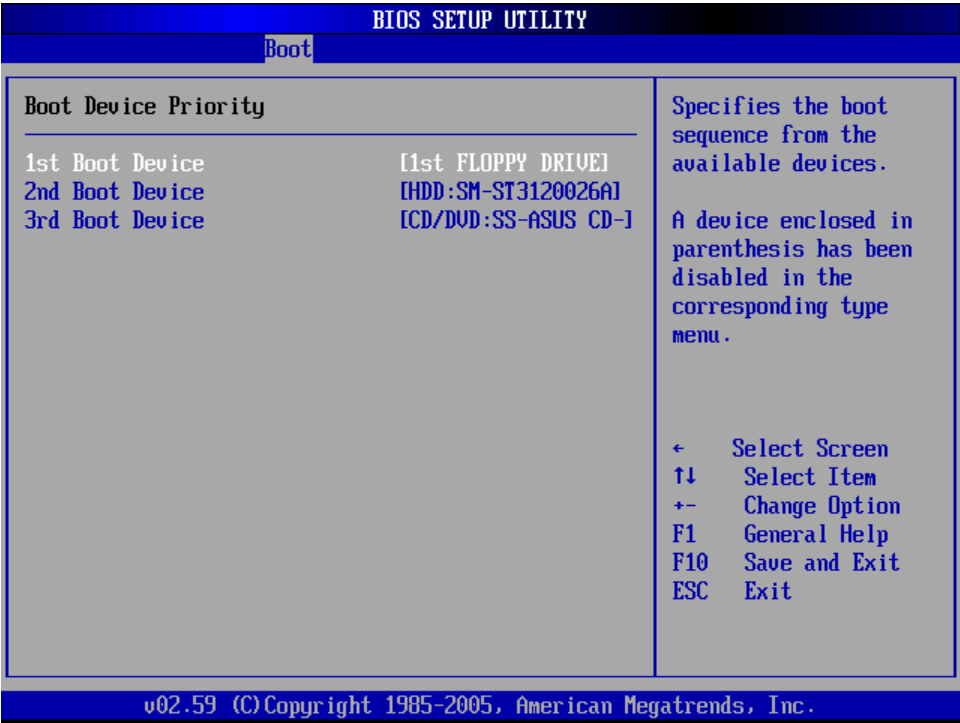 BIOS SETUP UTILITY
Boot
Boot Device Priority
1st Boot Device [1st FLOPPY DRIVE]
2nd Boot Device [HDD:SM-ST3120026A]
3rd Boot Device [CD/DVD:SS-ASUS CD-]
Specifies the boot
sequence from the
available devices.
A device enclosed in
parenthesis has been
disabled in the
corresponding type
menu.
← Select Screen
↑↓ Select Item
+- Change Option
F1 General Help
F10 Save and Exit
ESC Exit
v02.59 (C)Copyright 1985-2005, American Megatrends, Inc.